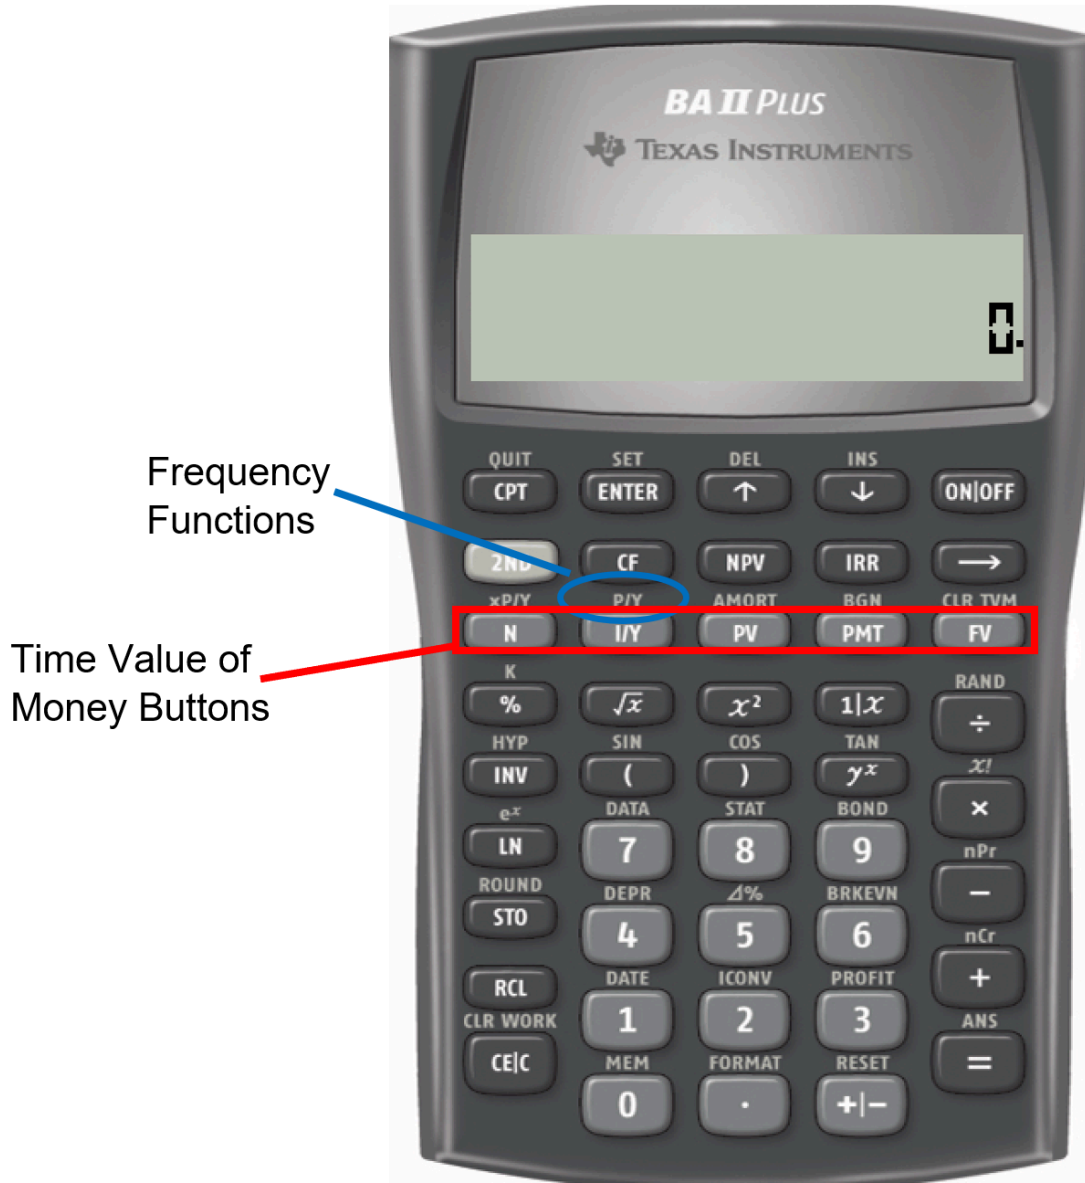 BA II PLUS
TEXAS INSTRUMENTS
0.
Frequency
Functions
Time Value of
Money Buttons
QUIT SET DEL INS
CPT ENTER ↑ ↓ ON|OFF
2ND CF NPV IRR →
xP/Y P/Y AMORT BGN CLR TVM
N I/Y PV PMT FV
K RAND
% √x x² 1|x ÷
HYP SIN COS TAN x!
INV ( ) yˣ ×
eˣ DATA STAT BOND nPr
LN 7 8 9 −
ROUND DEPR Δ% BRKEVN nCr
STO 4 5 6 +
DATE ICONV PROFIT ANS
RCL 1 2 3 =
CLR WORK MEM FORMAT RESET
CE|C 0 . +|−